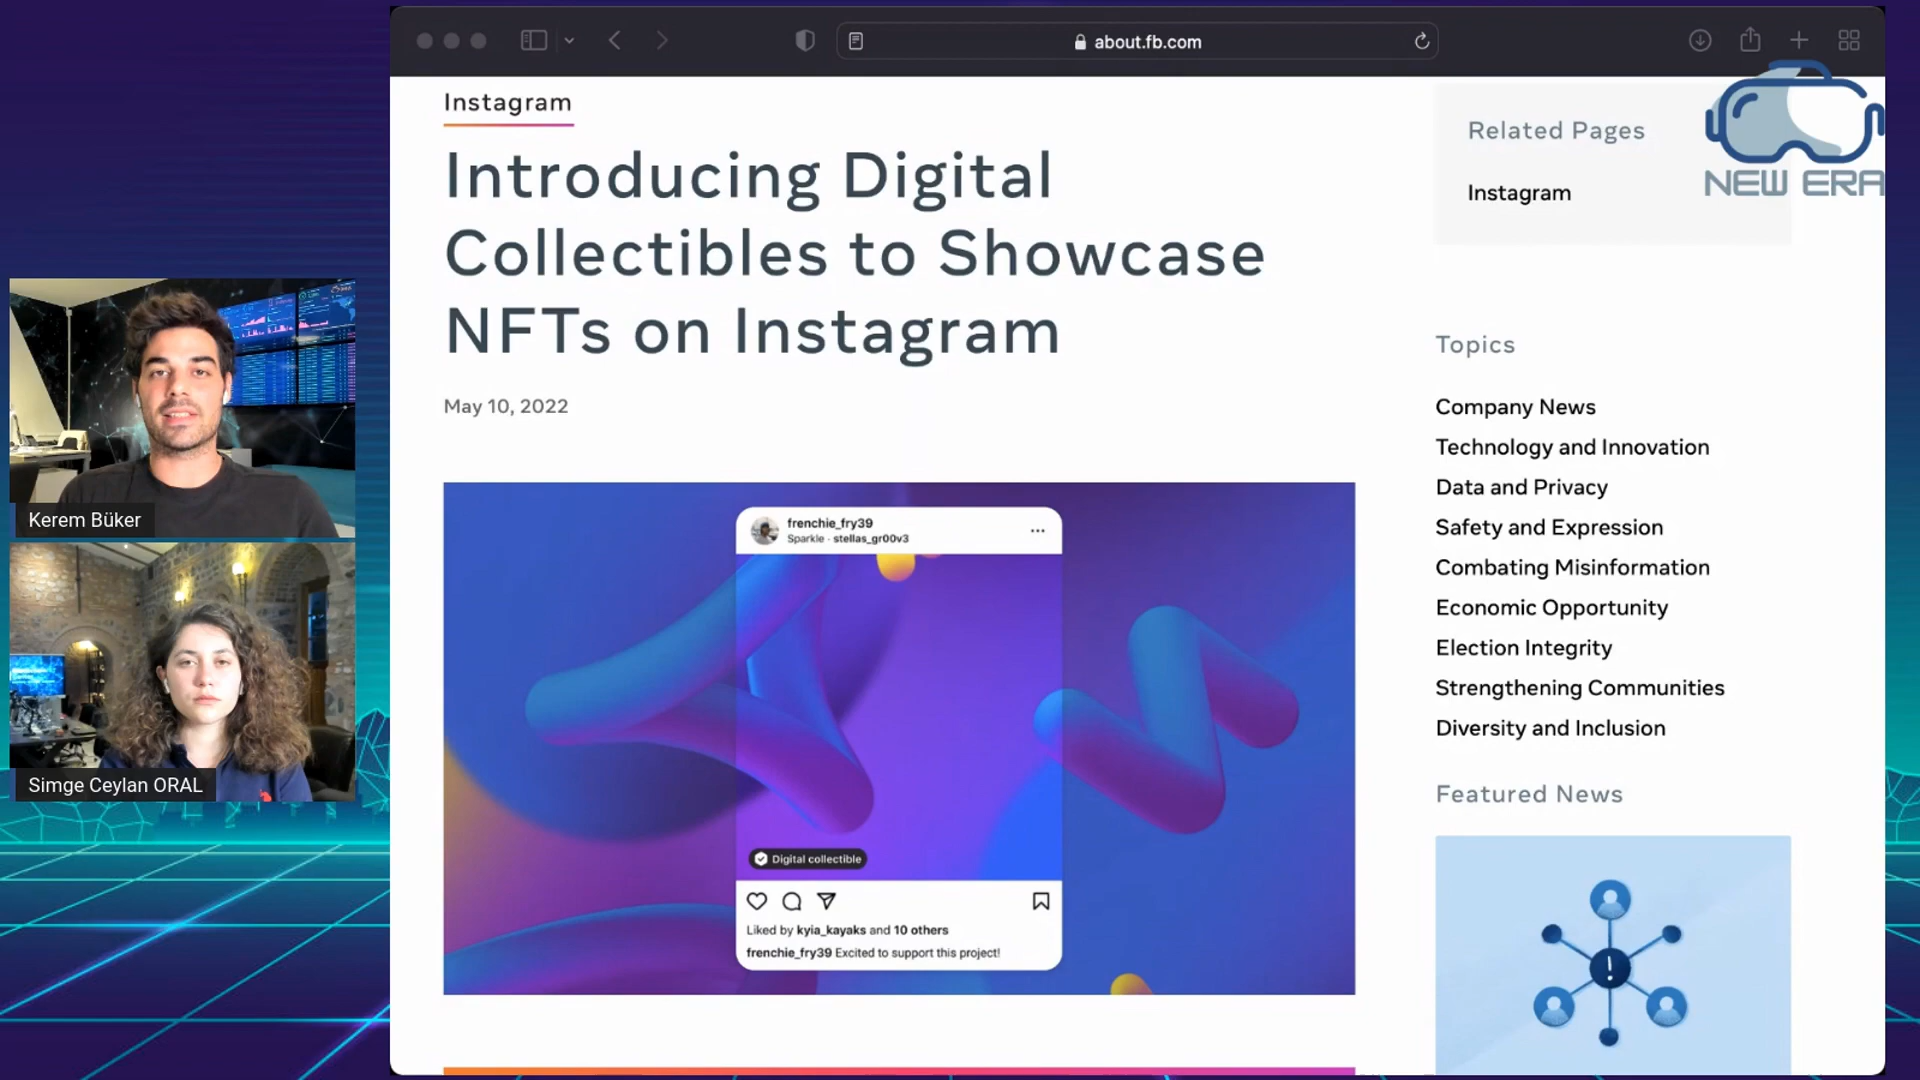 about.fb.com
Instagram
Introducing Digital
Collectibles to Showcase
NFTs on Instagram
May 10, 2022
frenchie_fry39
Sparkle · stellas_gr00v3
Digital collectible
Liked by kyia_kayaks and 10 others
frenchie_fry39 Excited to support this project!
Related Pages
Instagram
NEW ERA
Topics
Company News
Technology and Innovation
Data and Privacy
Safety and Expression
Combating Misinformation
Economic Opportunity
Election Integrity
Strengthening Communities
Diversity and Inclusion
Featured News
Kerem Büker
Simge Ceylan ORAL